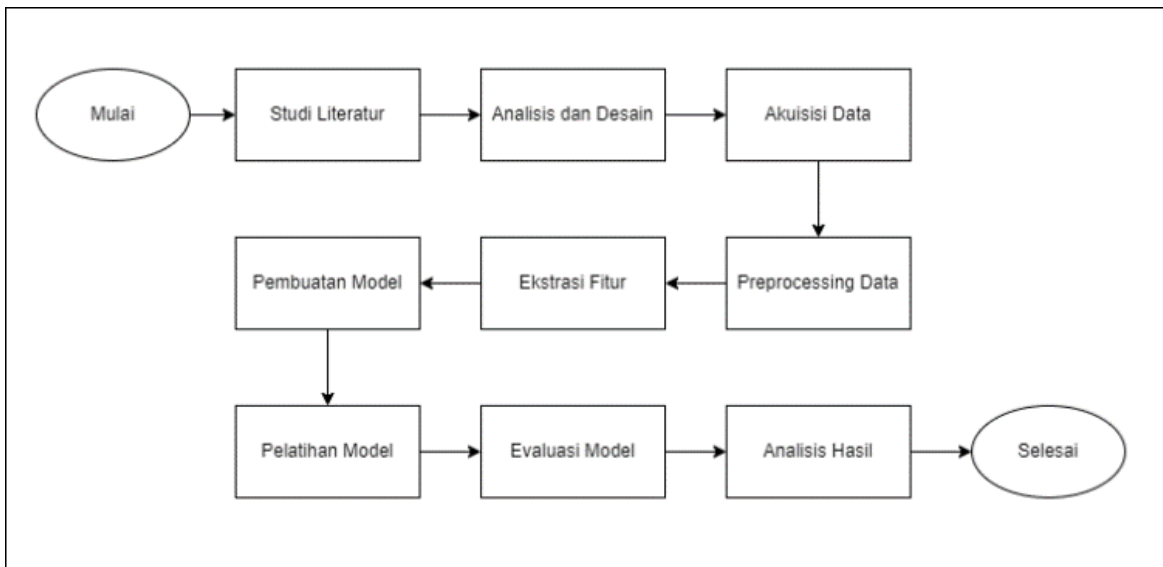 Mulai
Studi Literatur
Analisis dan Desain
Akuisisi Data
Preprocessing Data
Ekstrasi Fitur
Pembuatan Model
Pelatihan Model
Evaluasi Model
Analisis Hasil
Selesai